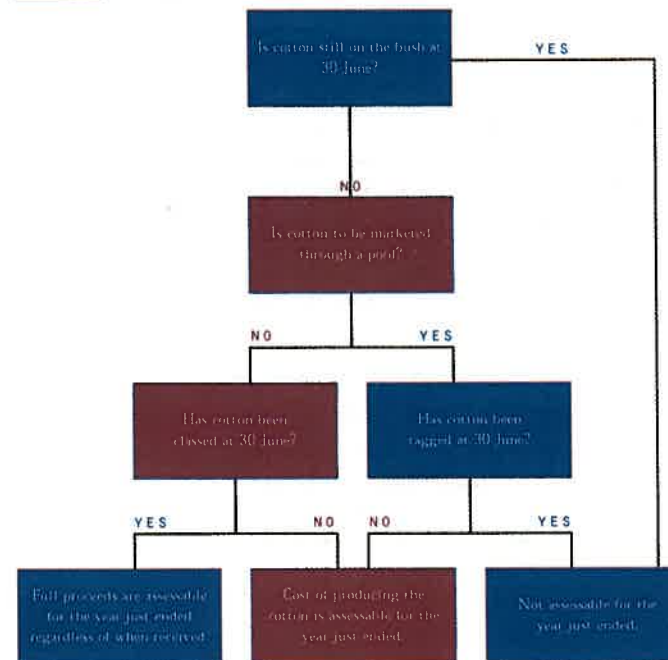 Is cotton still on the bush at
30 June?
YES
NO
Is cotton to be marketed
through a pool?
NO
YES
Has cotton been
classed at 30 June?
Has cotton been
tagged at 30 June?
YES
NO
NO
YES
Full proceeds are assessable
for the year just ended
regardless of when received.
Cost of producing the
cotton is assessable for the
year just ended.
Not assessable for the
year just ended.